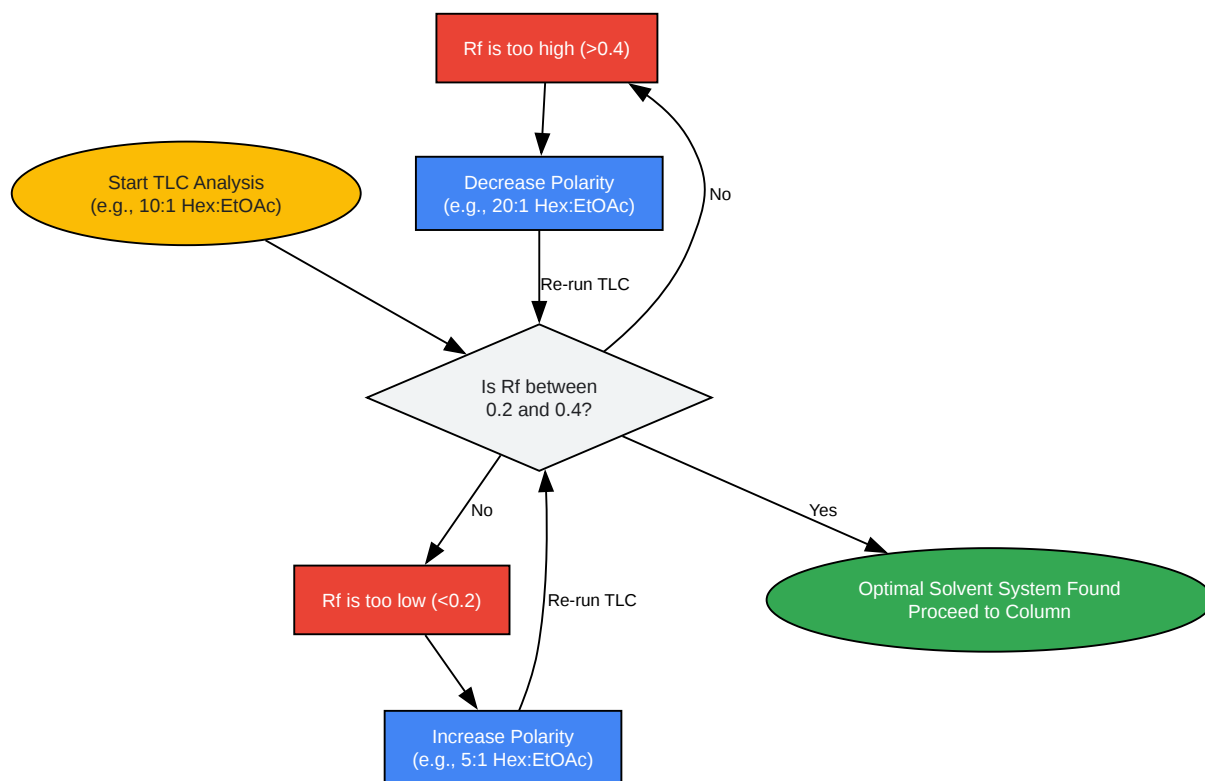 Rf is too high (>0.4)
Start TLC Analysis
(e.g., 10:1 Hex:EtOAc)
Decrease Polarity
(e.g., 20:1 Hex:EtOAc)
No
Re-run TLC
Is Rf between
0.2 and 0.4?
No
Yes
Rf is too low (<0.2)
Re-run TLC
Optimal Solvent System Found
Proceed to Column
Increase Polarity
(e.g., 5:1 Hex:EtOAc)